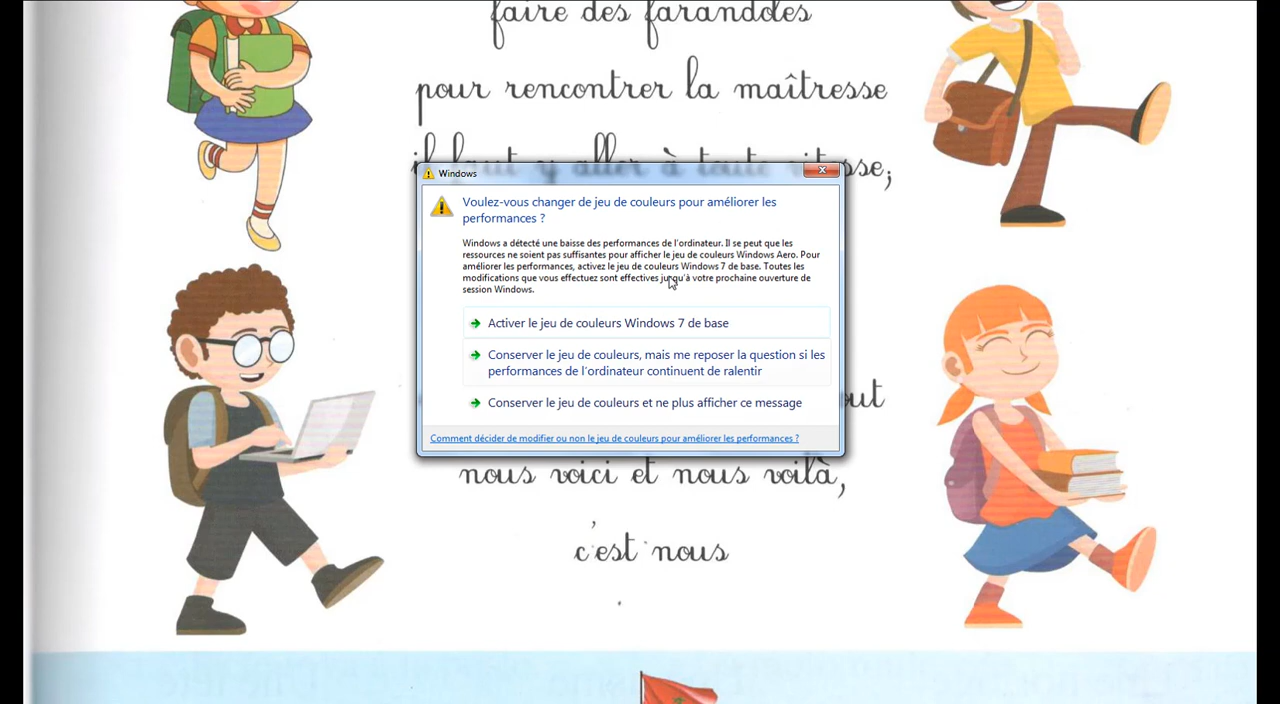 faire des farandoles
pour rencontrer la maîtresse
il faut y aller à toute vitesse,
Windows
Voulez-vous changer de jeu de couleurs pour améliorer les
performances ?
Windows a détecté une baisse des performances de l'ordinateur. Il se peut que les
ressources ne soient pas suffisantes pour afficher le jeu de couleurs Windows Aero. Pour
améliorer les performances, activez le jeu de couleurs Windows 7 de base. Toutes les
modifications que vous effectuez sont effectives jusqu'à votre prochaine ouverture de
session Windows.
Activer le jeu de couleurs Windows 7 de base
Conserver le jeu de couleurs, mais me reposer la question si les
performances de l'ordinateur continuent de ralentir
Conserver le jeu de couleurs et ne plus afficher ce message
Comment décider de modifier ou non le jeu de couleurs pour améliorer les performances ?
nous voici et nous voilà,
c'est nous